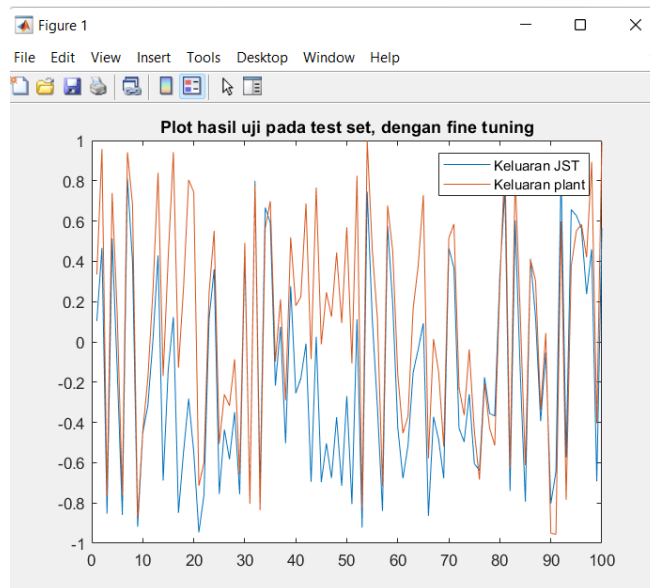 Figure 1
File Edit View Insert Tools Desktop Window Help
Plot hasil uji pada test set, dengan fine tuning
Keluaran JST
Keluaran plant
1
0.8
0.6
0.4
0.2
0
-0.2
-0.4
-0.6
-0.8
-1
0 10 20 30 40 50 60 70 80 90 100